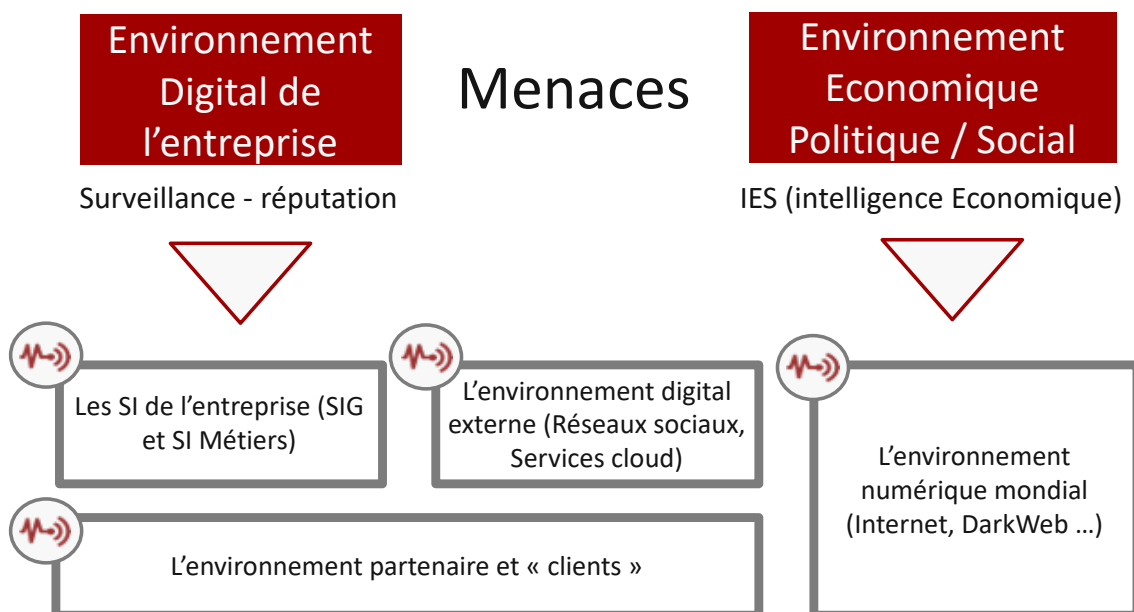 Environnement
Digital de
l’entreprise
Menaces
Environnement
Economique
Politique / Social
Surveillance - réputation
IES (intelligence Economique)
Les SI de l’entreprise (SIG
et SI Métiers)
L’environnement digital
externe (Réseaux sociaux,
Services cloud)
L’environnement
numérique mondial
(Internet, DarkWeb …)
L’environnement partenaire et « clients »